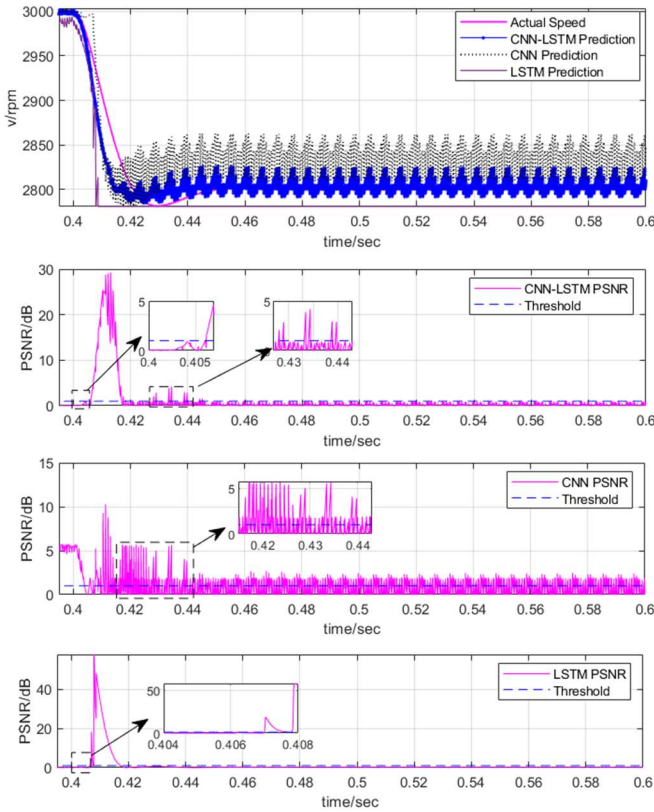 3000
2950
2900
2850
2800
v/rpm
Actual Speed
CNN-LSTM Prediction
CNN Prediction
LSTM Prediction
0.4 0.42 0.44 0.46 0.48 0.5 0.52 0.54 0.56 0.58 0.6
time/sec
30
20
10
0
PSNR/dB
5
0
0.4 0.405
5
0
0.43 0.44
CNN-LSTM PSNR
Threshold
0.4 0.42 0.44 0.46 0.48 0.5 0.52 0.54 0.56 0.58 0.6
time/sec
15
10
5
0
PSNR/dB
5
0
0.42 0.43 0.44
CNN PSNR
Threshold
0.4 0.42 0.44 0.46 0.48 0.5 0.52 0.54 0.56 0.58 0.6
time/sec
40
20
0
PSNR/dB
50
0
0.404 0.406 0.408
LSTM PSNR
Threshold
0.4 0.42 0.44 0.46 0.48 0.5 0.52 0.54 0.56 0.58 0.6
time/sec